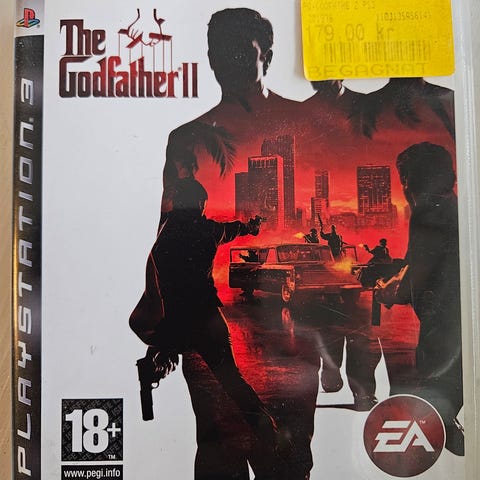 The
Godfather II
179.00 kr
BEGAGNAT
PLAYSTATION 3
18+
www.pegi.info
EA